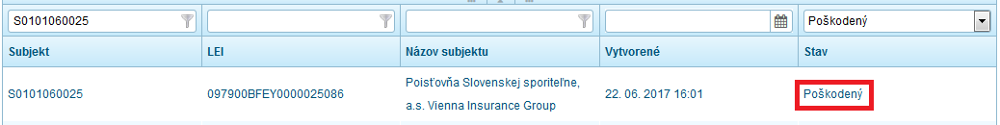 S0101060025 Poškodený
Subjekt LEI Názov subjektu Vytvorené Stav
S0101060025 097900BFEY0000025086 Poisťovňa Slovenskej sporiteľne, a.s. Vienna Insurance Group 22. 06. 2017 16:01 Poškodený